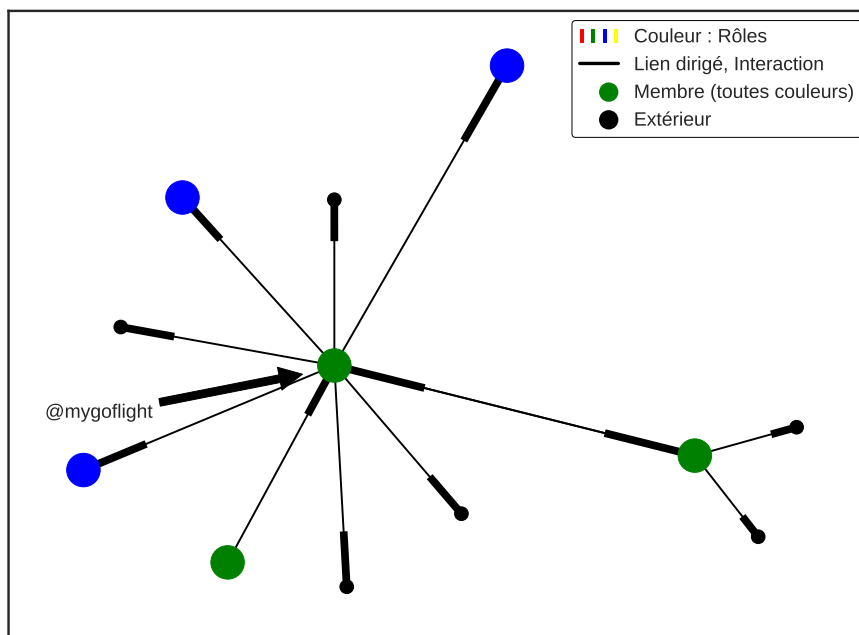 Couleur : Rôles
Lien dirigé, Interaction
Membre (toutes couleurs)
Extérieur
@mygoflight